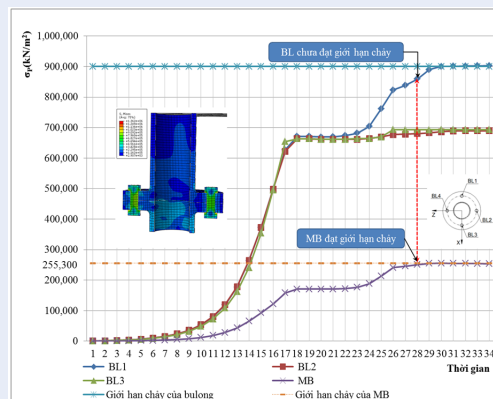 σₚ(kN/m²)
1,000,000
900,000
800,000
700,000
600,000
500,000
400,000
300,000
255,300
200,000
100,000
0
BL chưa đạt giới hạn chảy
MB đạt giới hạn chảy
BL1
BL4
BL2
BL3
Z
X
1 2 3 4 5 6 7 8 9 10 11 12 13 14 15 16 17 18 19 20 21 22 23 24 25 26 27 28 29 30 31 32 33 34
Thời gian
BL1 BL2
BL3 MB
Giới hạn chảy của bulong Giới hạn chảy của MB